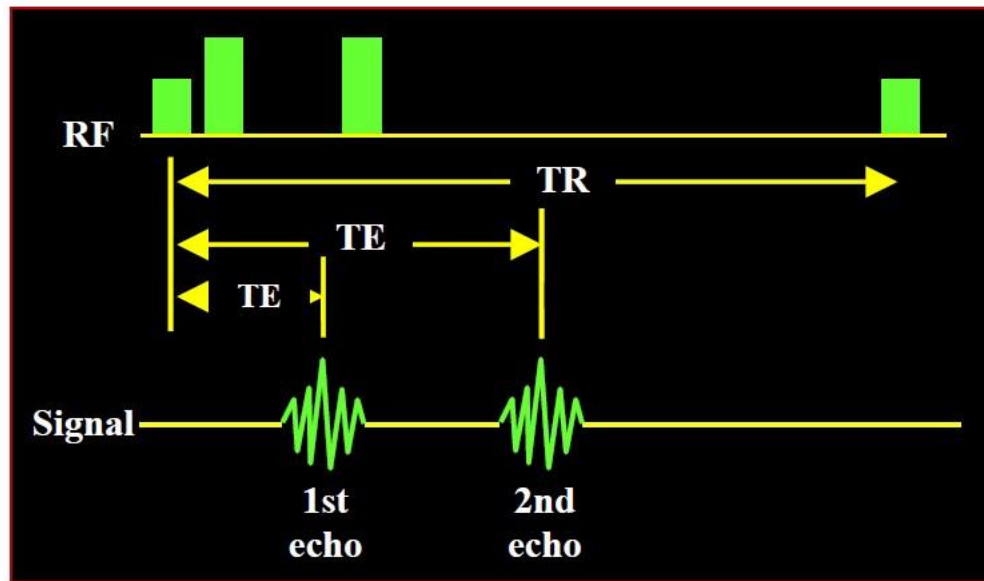 RF
TR
TE
TE
Signal
1st
echo
2nd
echo